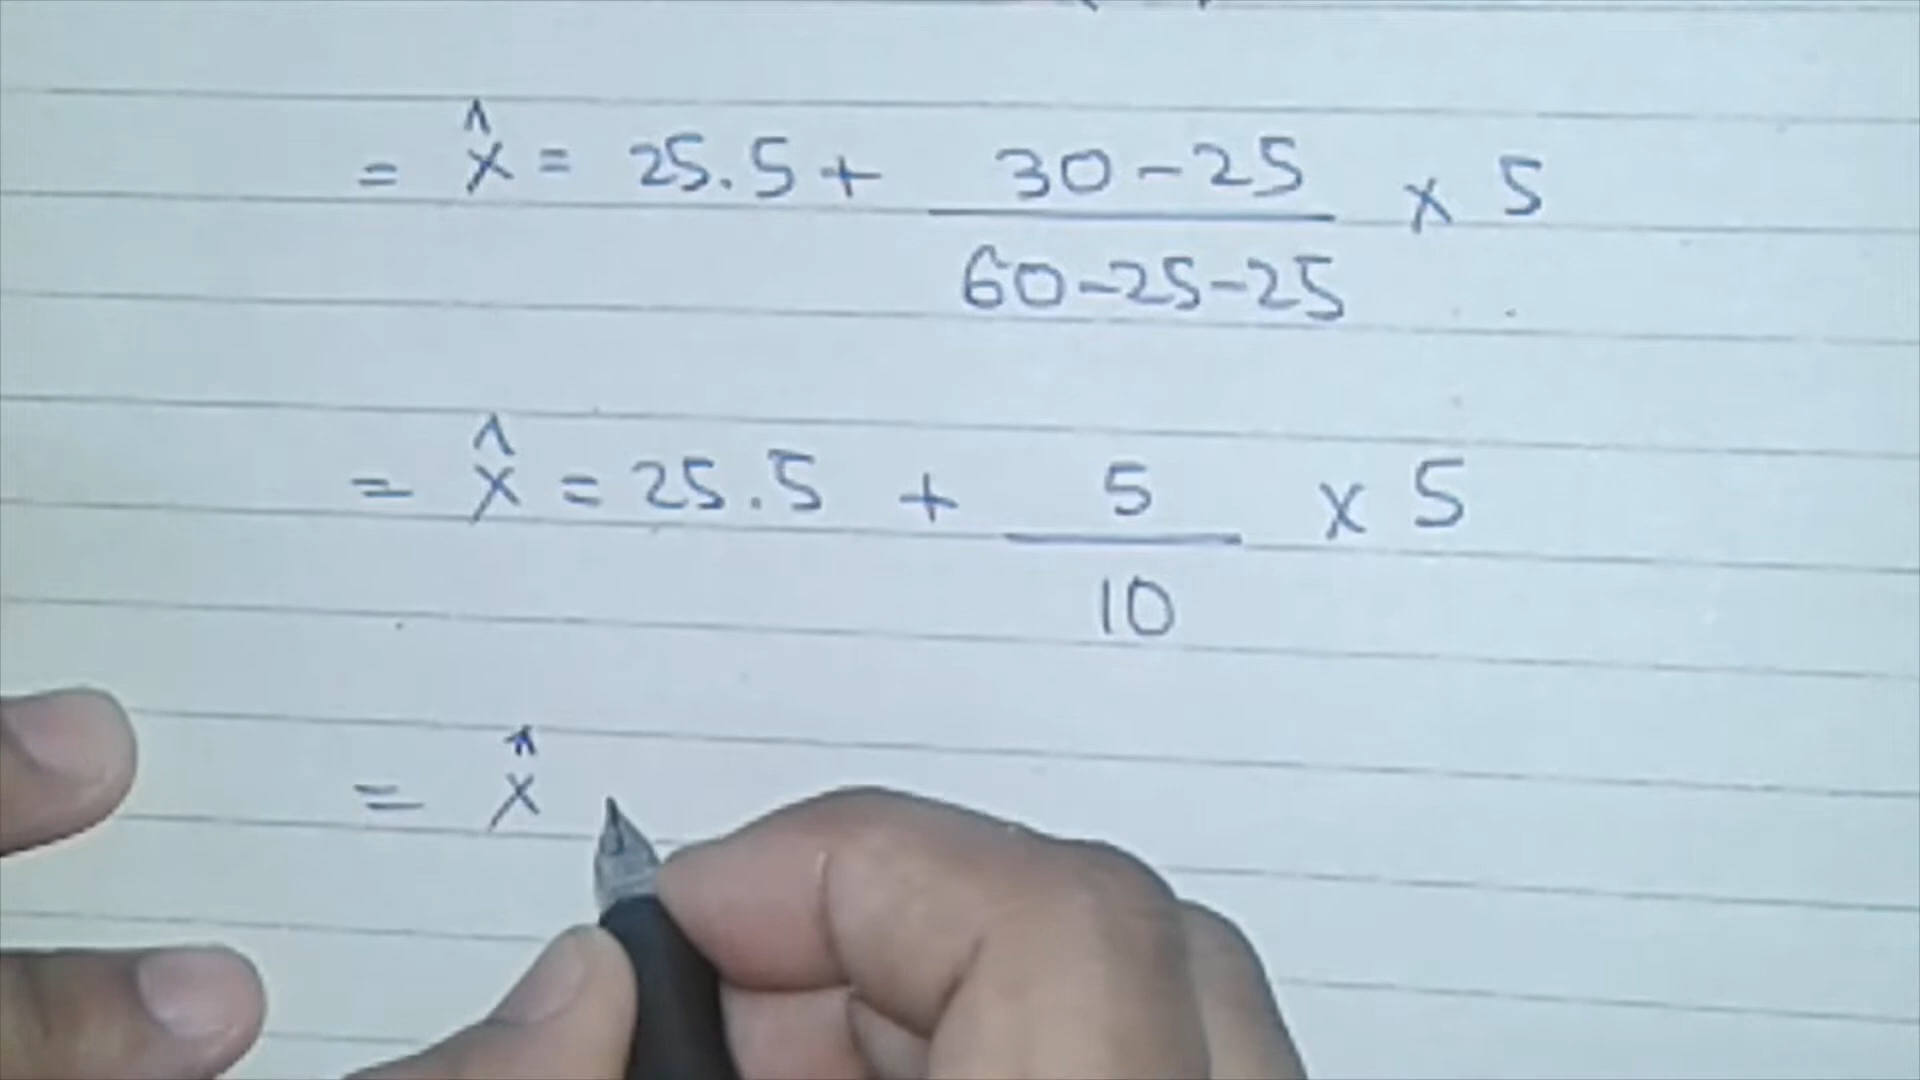 = x̂ = 25.5 + 30-25 / 60-25-25 × 5
= x̂ = 25.5 + 5 / 10 × 5
= x̂